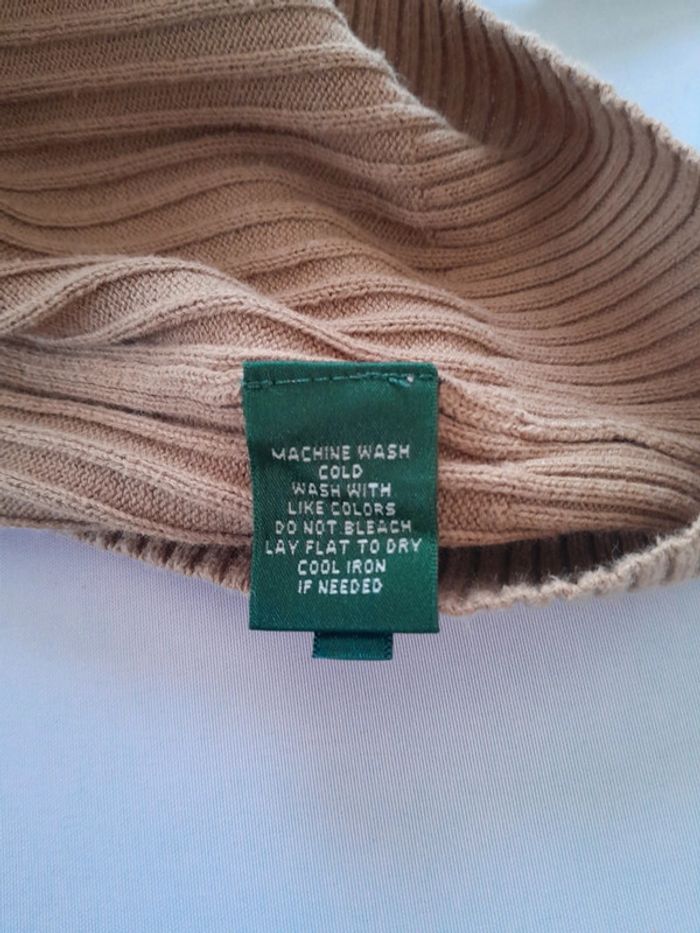 MACHINE WASH
COLD
WASH WITH
LIKE COLORS
DO NOT BLEACH
LAY FLAT TO DRY
COOL IRON
IF NEEDED